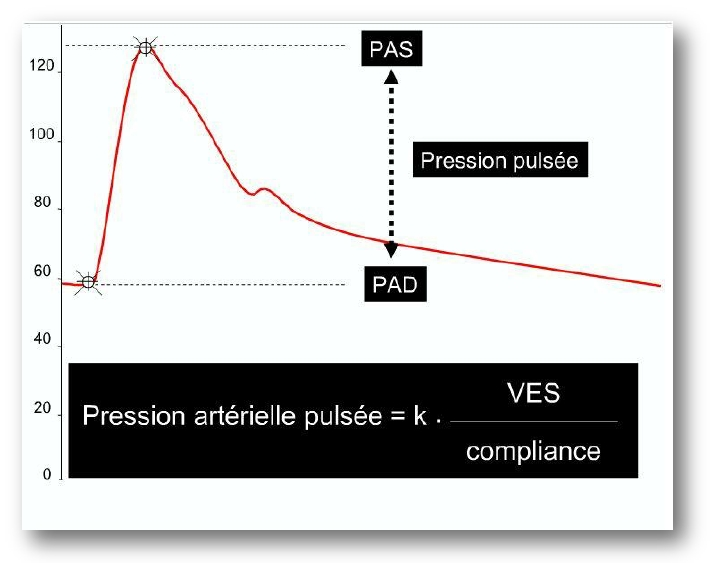 PAS
120
100
Pression pulsée
80
60
PAD
40
VES
Pression artérielle pulsée = k .
compliance
20
0